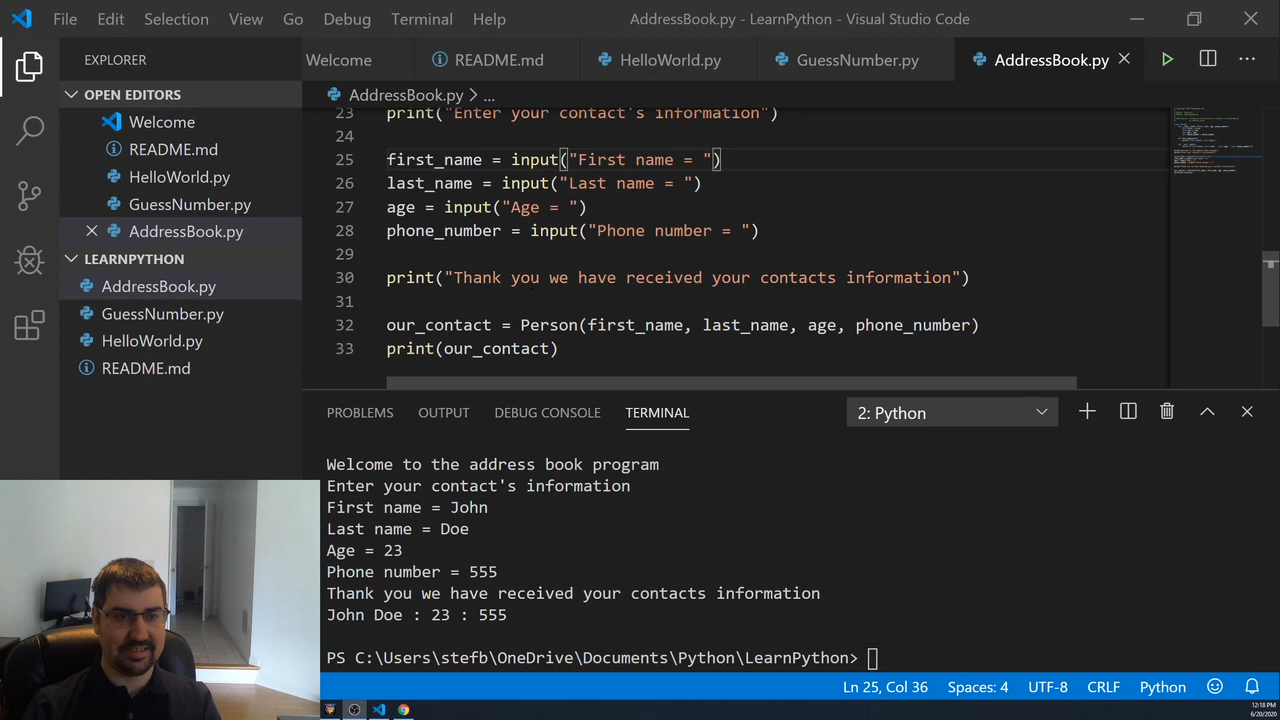 File Edit Selection View Go Debug Terminal Help AddressBook.py - LearnPython - Visual Studio Code
EXPLORER
OPEN EDITORS
Welcome
README.md
HelloWorld.py
GuessNumber.py
AddressBook.py
LEARNPYTHON
AddressBook.py
GuessNumber.py
HelloWorld.py
README.md
Welcome README.md HelloWorld.py GuessNumber.py AddressBook.py
AddressBook.py > ...
23 print("Enter your contact's information")
24
25 first_name = input("First name = ")
26 last_name = input("Last name = ")
27 age = input("Age = ")
28 phone_number = input("Phone number = ")
29
30 print("Thank you we have received your contacts information")
31
32 our_contact = Person(first_name, last_name, age, phone_number)
33 print(our_contact)
PROBLEMS OUTPUT DEBUG CONSOLE TERMINAL 2: Python
Welcome to the address book program
Enter your contact's information
First name = John
Last name = Doe
Age = 23
Phone number = 555
Thank you we have received your contacts information
John Doe : 23 : 555
PS C:\Users\stefb\OneDrive\Documents\Python\LearnPython>
Ln 25, Col 36 Spaces: 4 UTF-8 CRLF Python
12:18 PM
6/20/2020